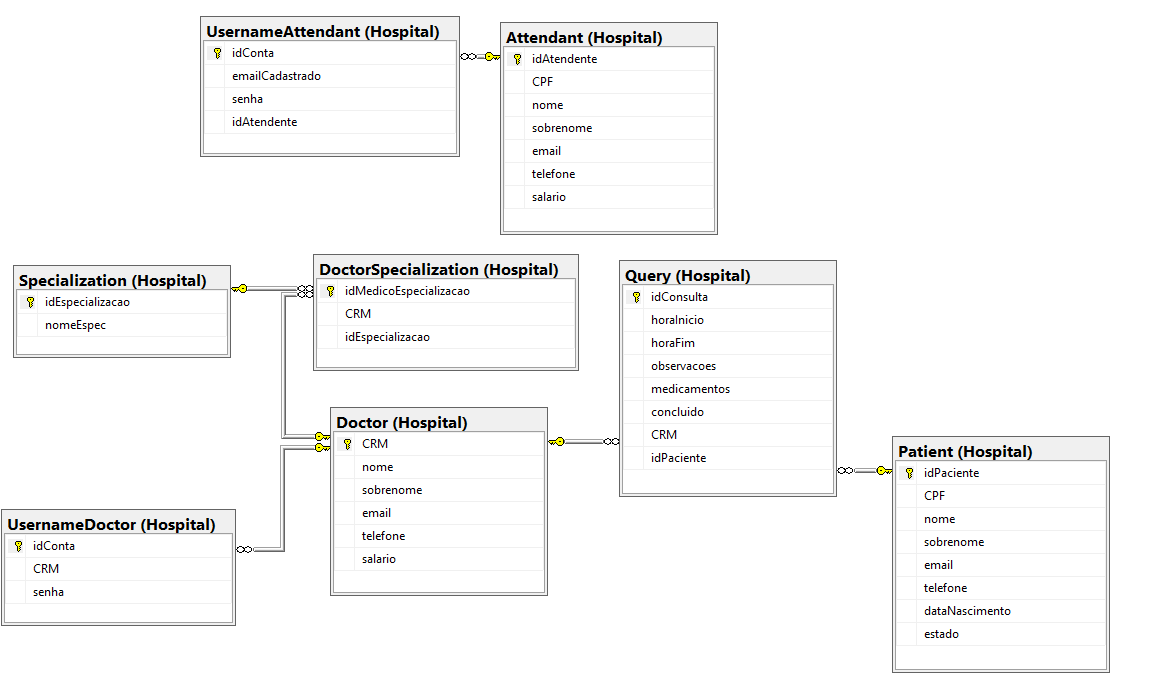 UsernameAttendant (Hospital)
idConta
emailCadastrado
senha
idAtendente
Attendant (Hospital)
idAtendente
CPF
nome
sobrenome
email
telefone
salario
Specialization (Hospital)
idEspecializacao
nomeEspec
DoctorSpecialization (Hospital)
idMedicoEspecializacao
CRM
idEspecializacao
Query (Hospital)
idConsulta
horaInicio
horaFim
observacoes
medicamentos
concluido
CRM
idPaciente
Doctor (Hospital)
CRM
nome
sobrenome
email
telefone
salario
Patient (Hospital)
idPaciente
CPF
nome
sobrenome
email
telefone
dataNascimento
estado
UsernameDoctor (Hospital)
idConta
CRM
senha